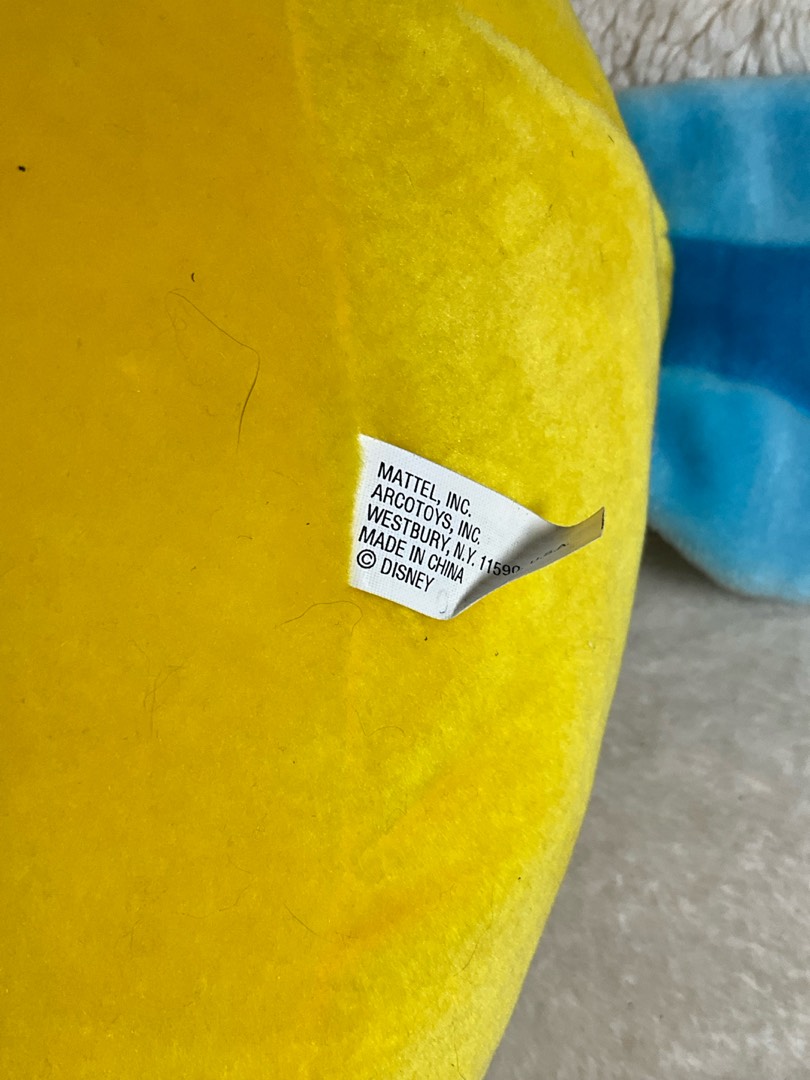 MATTEL, INC.
ARCOTOYS, INC.
WESTBURY, N.Y. 11590 U.S.A.
MADE IN CHINA
© DISNEY